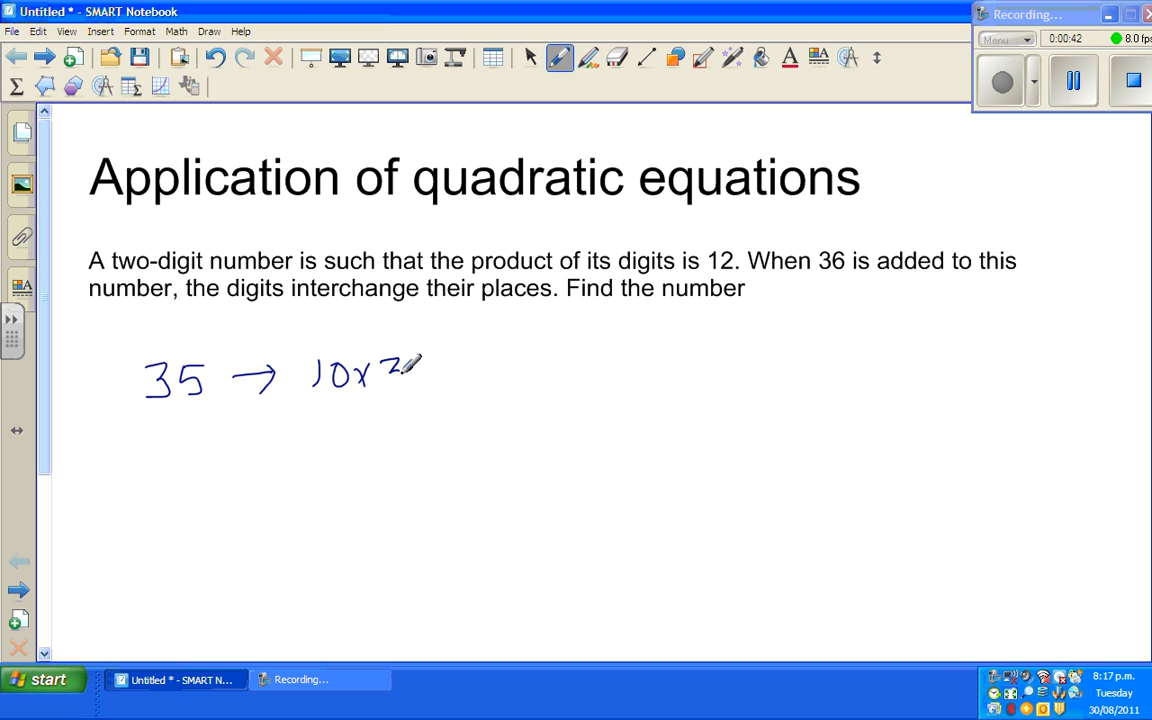 Untitled * - SMART Notebook
File Edit View Insert Format Math Draw Help
Recording...
Menu
0:00:42
8.0 fps
Application of quadratic equations
A two-digit number is such that the product of its digits is 12. When 36 is added to this
number, the digits interchange their places. Find the number
35 → 10x3
start
Untitled * - SMART N...
Recording...
8:17 p.m.
Tuesday
30/08/2011